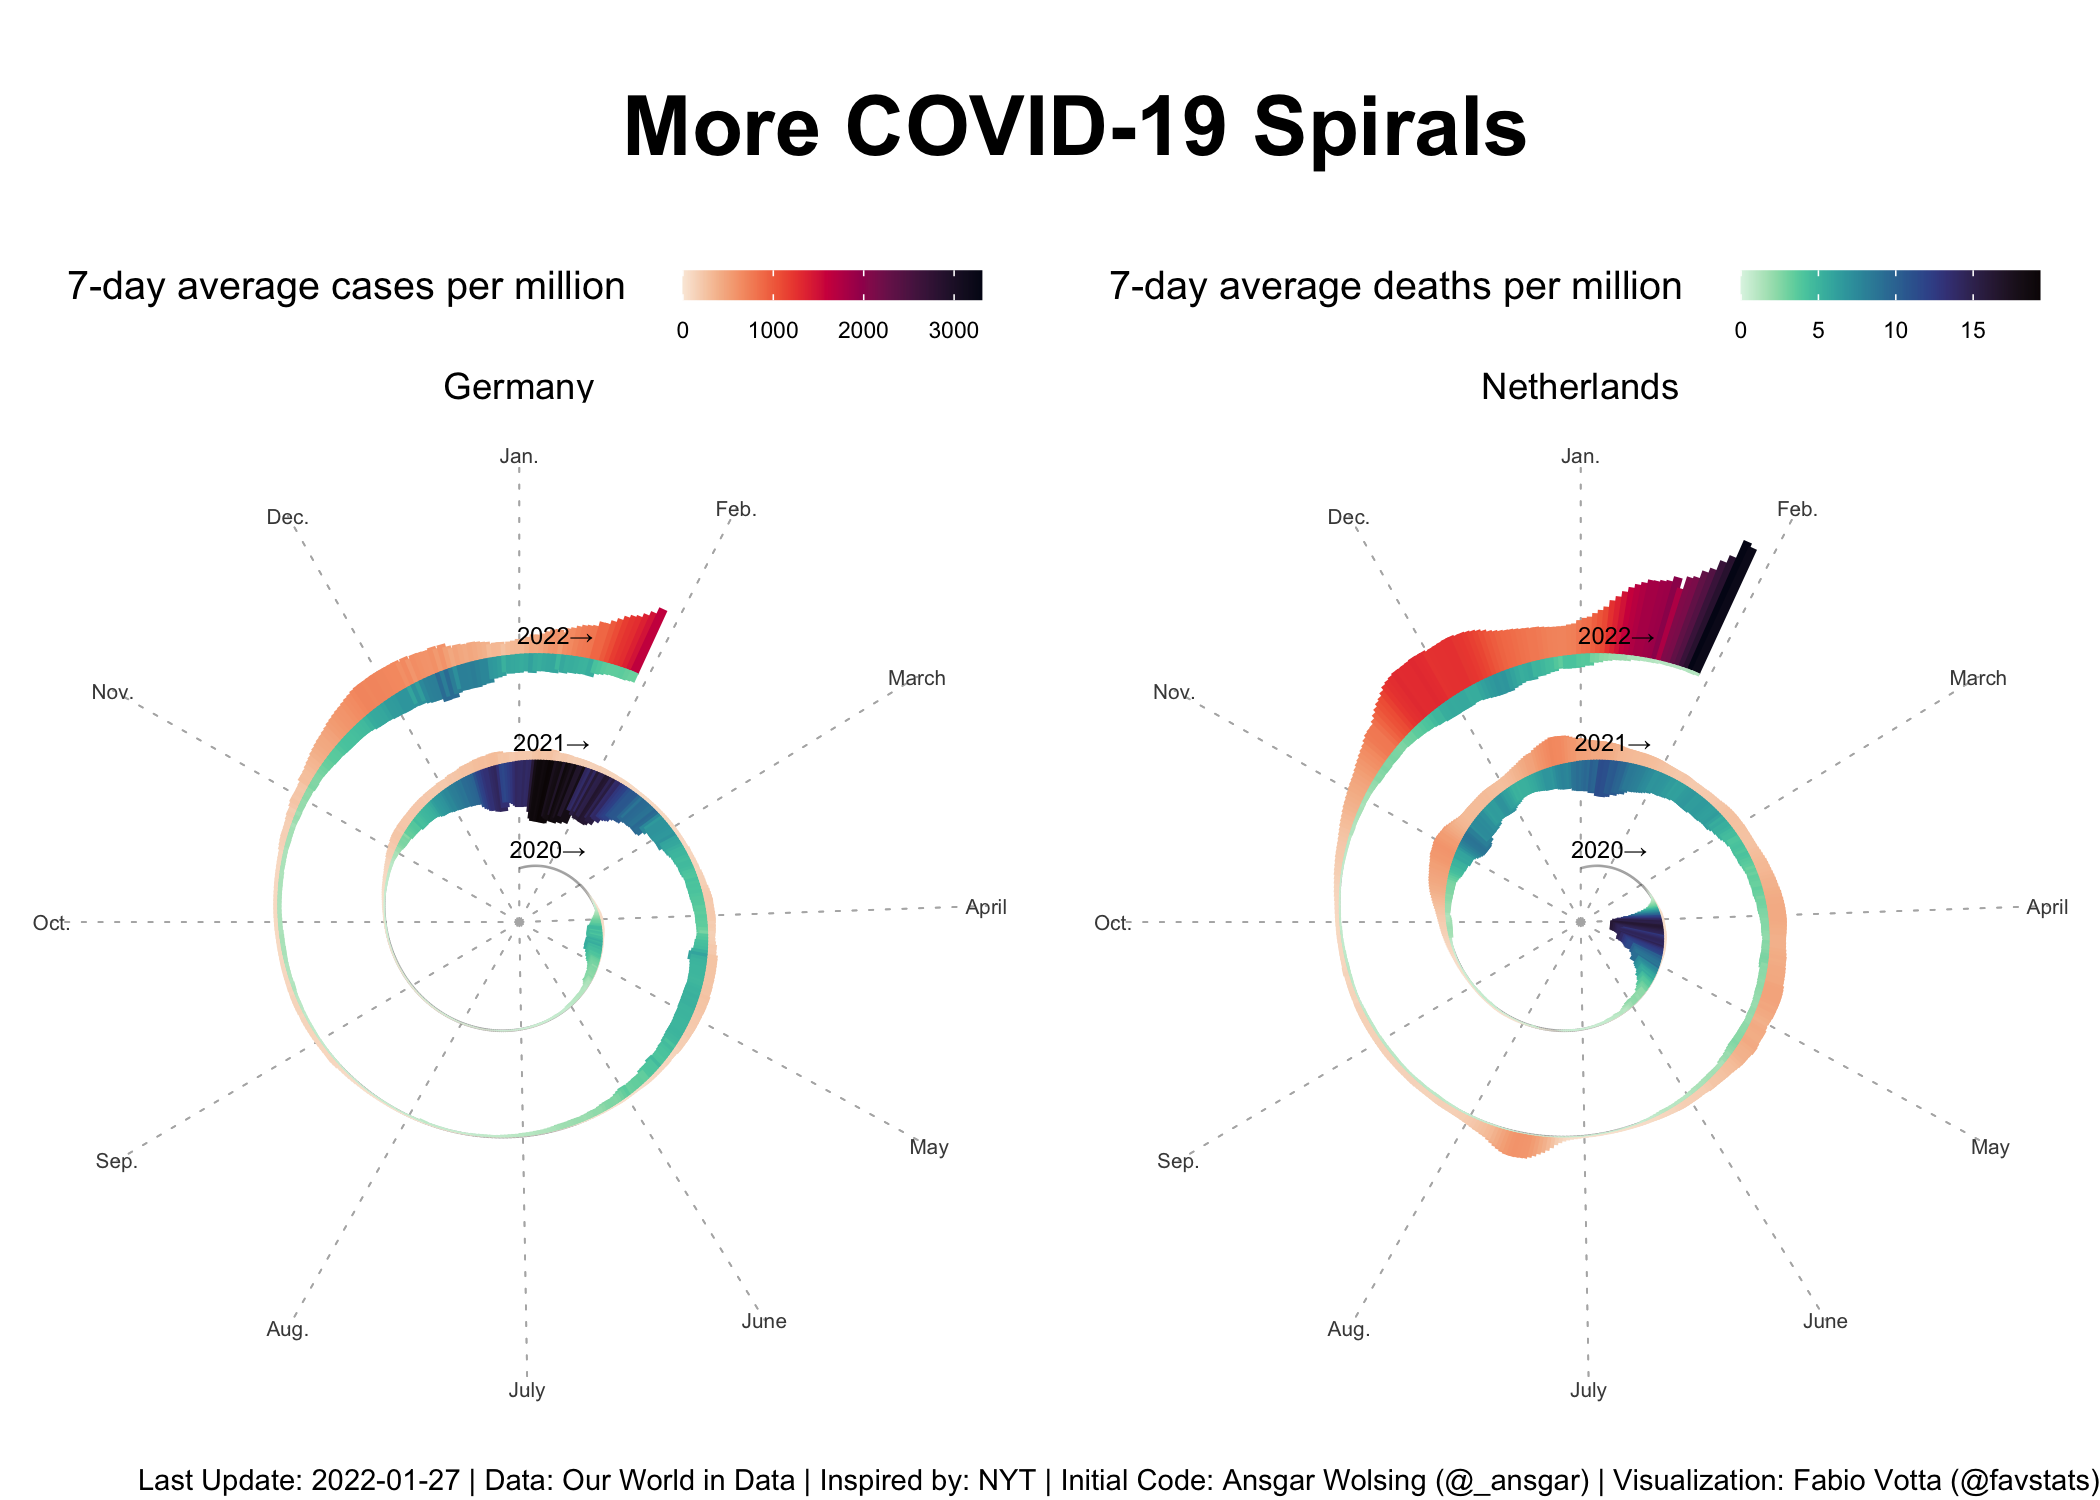 More COVID-19 Spirals
7-day average cases per million
0 1000 2000 3000
7-day average deaths per million
0 5 10 15
Germany
Jan.
Feb.
March
April
May
June
July
Aug.
Sep.
Oct.
Nov.
Dec.
2022→
2021→
2020→
Netherlands
Jan.
Feb.
March
April
May
June
July
Aug.
Sep.
Oct.
Nov.
Dec.
2022→
2021→
2020→
Last Update: 2022-01-27 | Data: Our World in Data | Inspired by: NYT | Initial Code: Ansgar Wolsing (@_ansgar) | Visualization: Fabio Votta (@favstats)